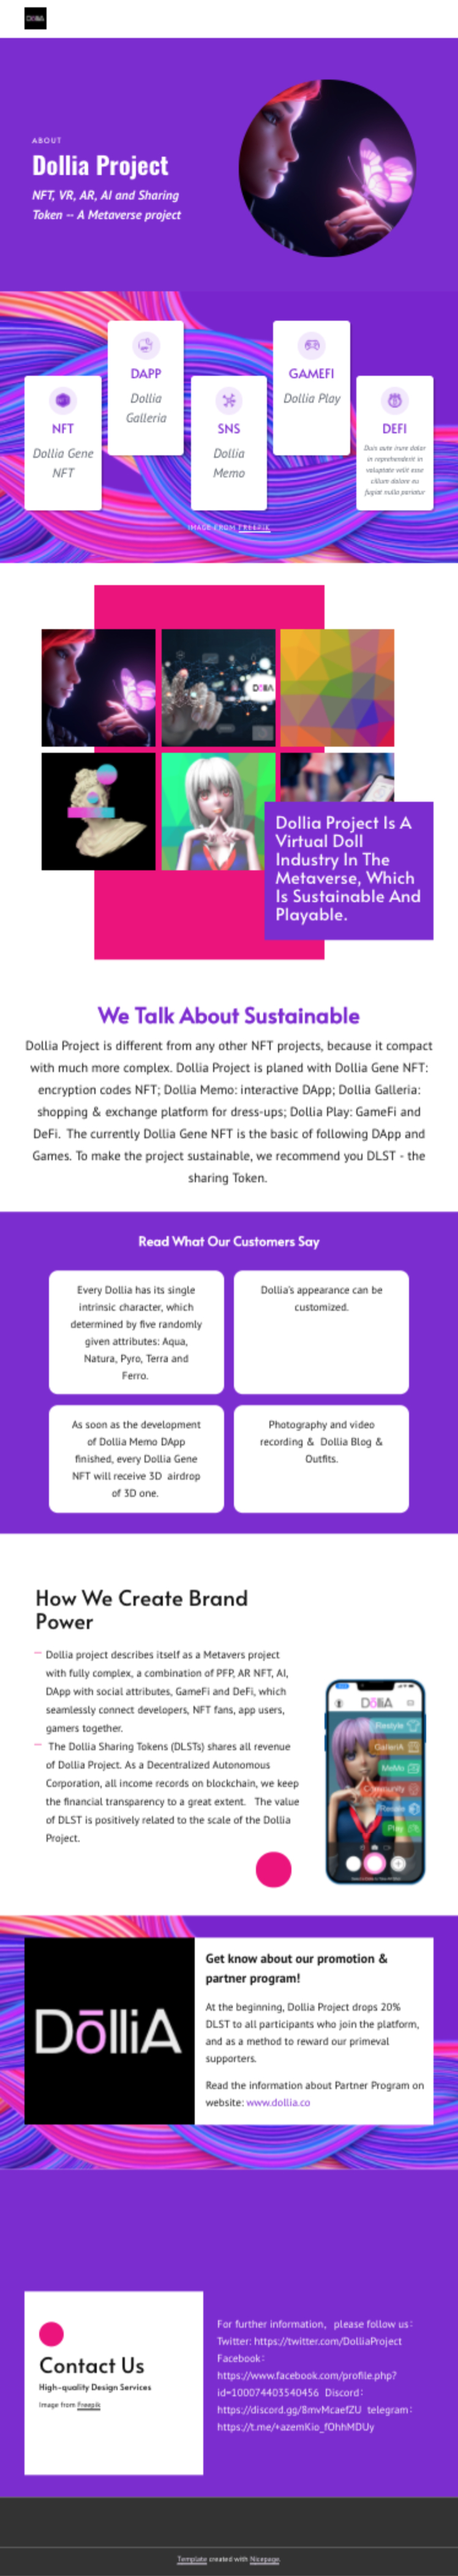 DōlliA
ABOUT
Dollia Project
NFT, VR, AR, AI and Sharing
Token -- A Metaverse project
DAPP
Dollia
Galleria
GAMEFI
Dollia Play
NFT
Dollia Gene
NFT
SNS
Dollia
Memo
DEFI
Duis aute irure dolor
in reprehenderit in
voluptate velit esse
cillum dolore eu
fugiat nulla pariatur
IMAGE FROM FREEPIK
DōlliA
Dollia Project Is A
Virtual Doll
Industry In The
Metaverse, Which
Is Sustainable And
Playable.
We Talk About Sustainable
Dollia Project is different from any other NFT projects, because it compact
with much more complex. Dollia Project is planed with Dollia Gene NFT:
encryption codes NFT; Dollia Memo: interactive DApp; Dollia Galleria:
shopping & exchange platform for dress-ups; Dollia Play: GameFi and
DeFi. The currently Dollia Gene NFT is the basic of following DApp and
Games. To make the project sustainable, we recommend you DLST - the
sharing Token.
Read What Our Customers Say
Every Dollia has its single
intrinsic character, which
determined by five randomly
given attributes: Aqua,
Natura, Pyro, Terra and
Ferro.
Dollia's appearance can be
customized.
As soon as the development
of Dollia Memo DApp
finished, every Dollia Gene
NFT will receive 3D airdrop
of 3D one.
Photography and video
recording & Dollia Blog &
Outfits.
How We Create Brand
Power
Dollia project describes itself as a Metavers project
with fully complex, a combination of PFP, AR NFT, AI,
DApp with social attributes, GameFi and DeFi, which
seamlessly connect developers, NFT fans, app users,
gamers together.
The Dollia Sharing Tokens (DLSTs) shares all revenue
of Dollia Project. As a Decentralized Autonomous
Corporation, all income records on blockchain, we keep
the financial transparency to a great extent. The value
of DLST is positively related to the scale of the Dollia
Project.
DōlliA
Restyle
GalleriA
MeMo
Community
Resale
Play
DōlliA
Get know about our promotion &
partner program!
At the beginning, Dollia Project drops 20%
DLST to all participants who join the platform,
and as a method to reward our primeval
supporters.
Read the information about Partner Program on
website: www.dollia.co
Contact Us
High-quality Design Services
Image from Freepik
For further information, please follow us:
Twitter: https://twitter.com/DolliaProject
Facebook:
https://www.facebook.com/profile.php?
id=100074403540456 Discord:
https://discord.gg/8mvMcaefZU telegram:
https://t.me/+azemKio_fOhhMDUy
Template created with Nicepage.